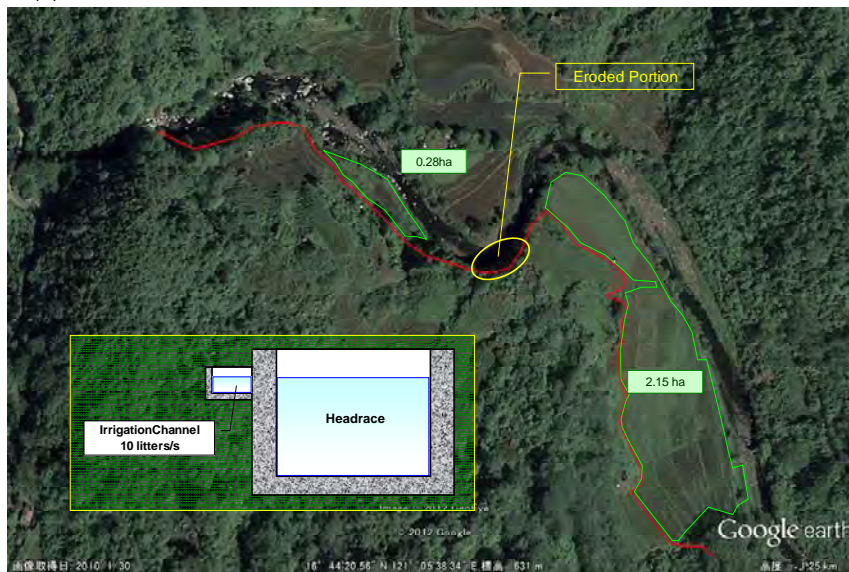 Eroded Portion
0.28ha
2.15 ha
Headrace
IrrigationChannel
10 litters/s
© 2012 Google
Google earth
画像取得日: 2010/1/30
16° 44'20.56" N 121° 05'38.34" E 標高 631 m